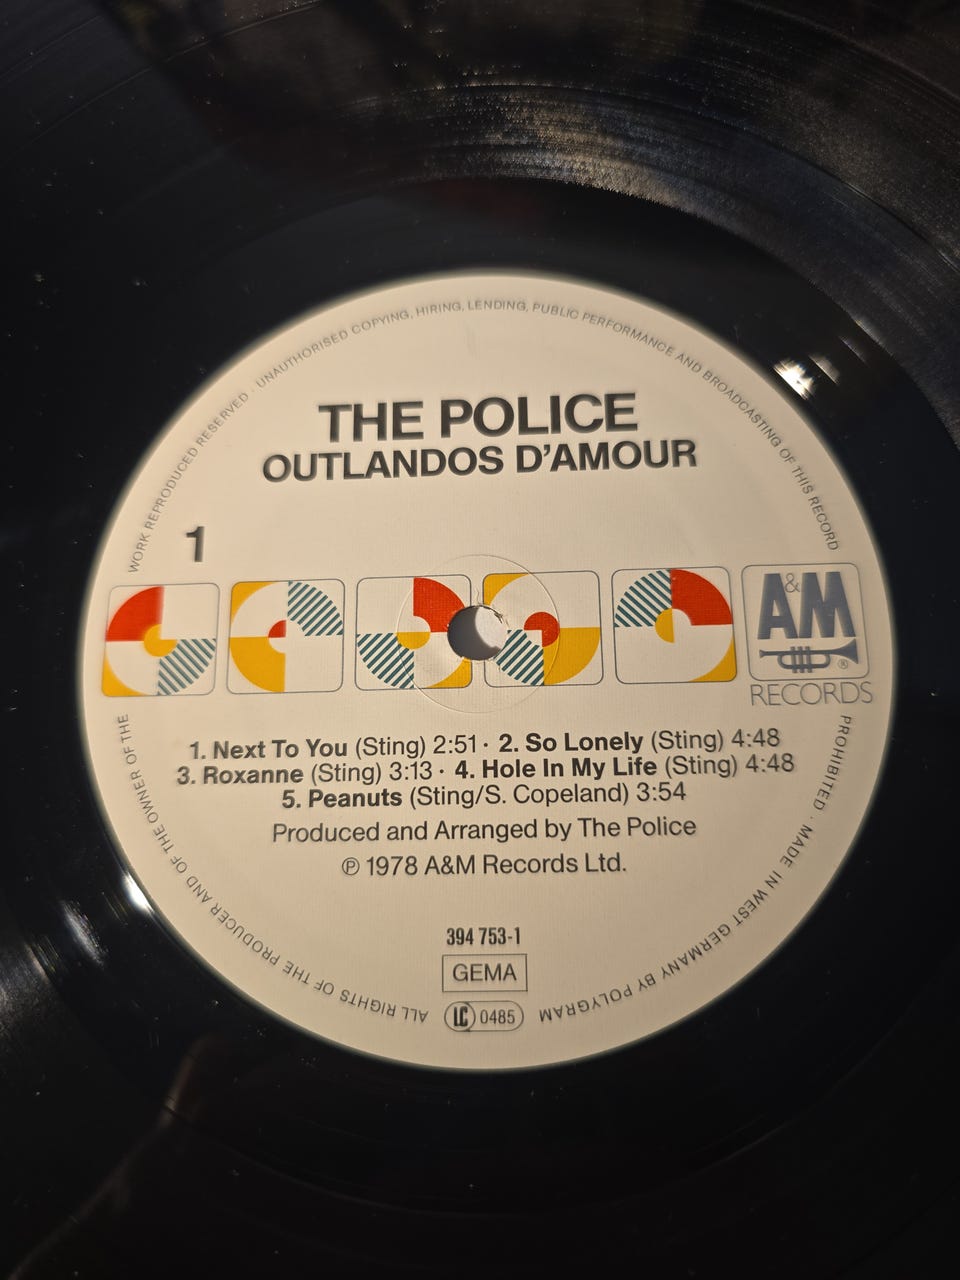 THE POLICE
OUTLANDOS D'AMOUR
1
A&M
®
RECORDS
1. Next To You (Sting) 2:51 · 2. So Lonely (Sting) 4:48
3. Roxanne (Sting) 3:13 · 4. Hole In My Life (Sting) 4:48
5. Peanuts (Sting/S. Copeland) 3:54
Produced and Arranged by The Police
℗ 1978 A&M Records Ltd.
394 753-1
GEMA
LC 0485
ALL RIGHTS OF THE PRODUCER AND OF THE OWNER OF THE WORK REPRODUCED RESERVED · UNAUTHORISED COPYING, HIRING, LENDING, PUBLIC PERFORMANCE AND BROADCASTING OF THIS RECORD PROHIBITED · MADE IN WEST GERMANY BY POLYGRAM